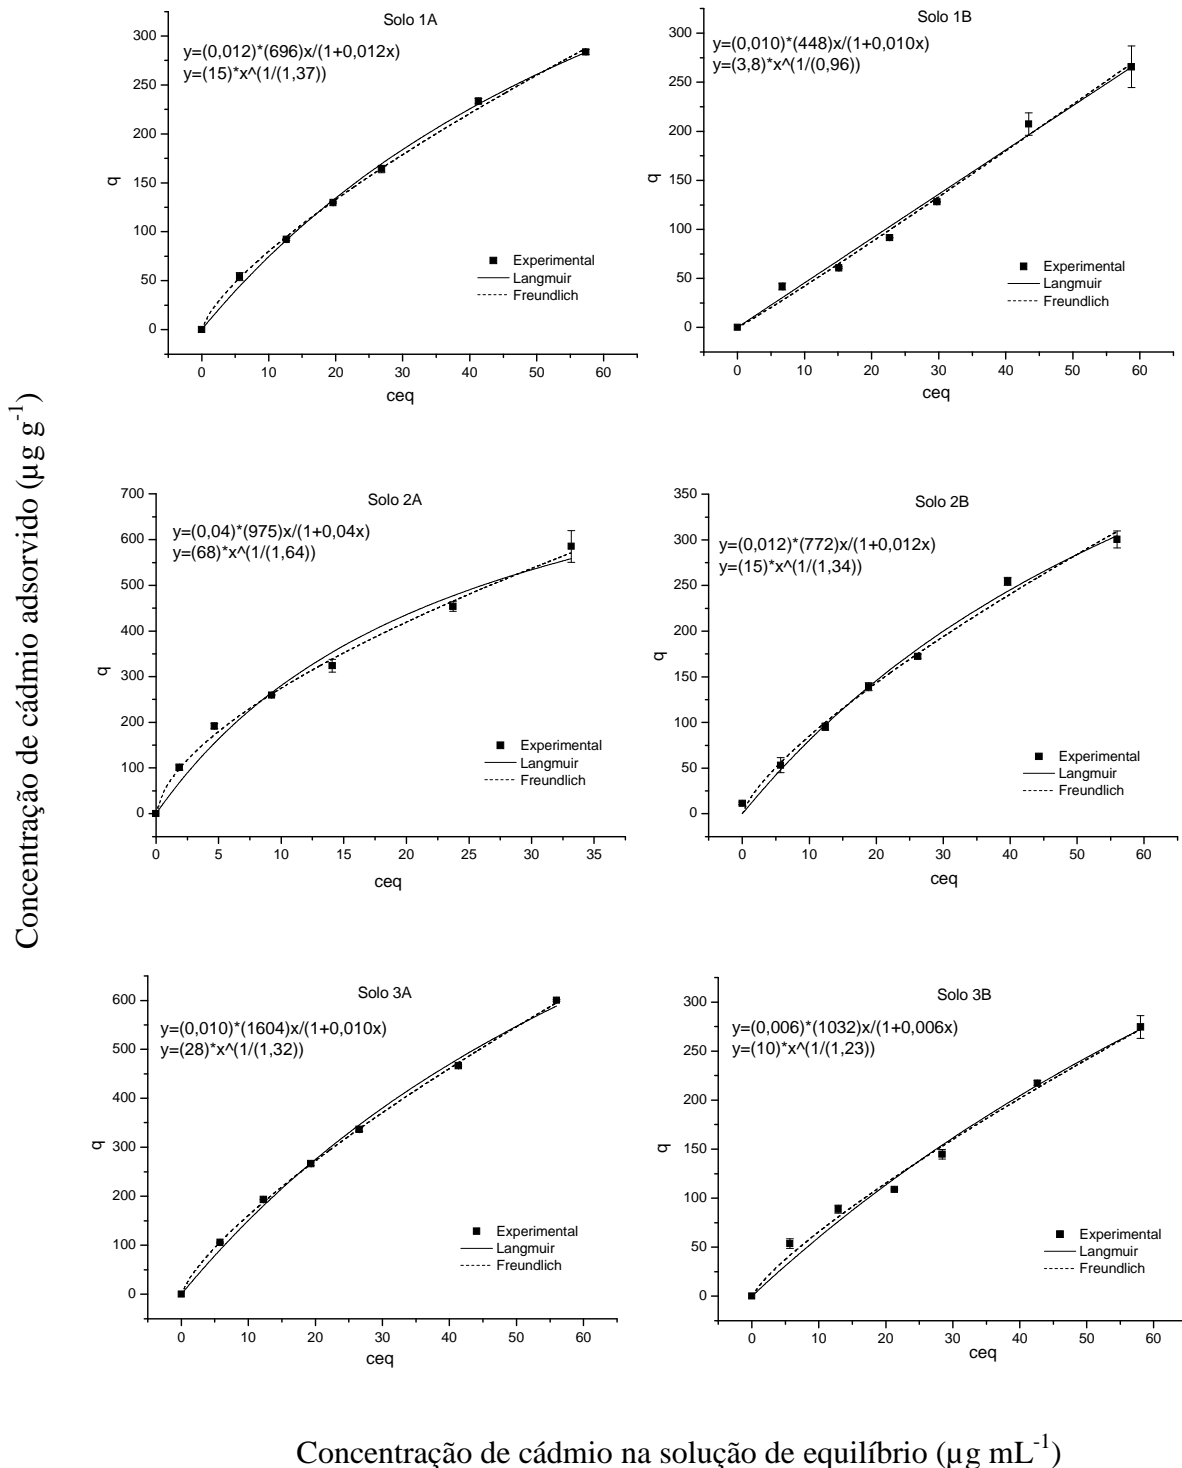 Solo 1A
y=(0,012)*(696)x/(1+0,012x)
y=(15)*x^(1/(1,37))
300
250
200
150
100
50
0
q
Experimental
Langmuir
Freundlich
0 10 20 30 40 50 60
ceq
Solo 1B
y=(0,010)*(448)x/(1+0,010x)
y=(3,8)*x^(1/(0,96))
300
250
200
150
100
50
0
q
Experimental
Langmuir
Freundlich
0 10 20 30 40 50 60
ceq
Concentração de cádmio adsorvido (µg g-1)
Solo 2A
y=(0,04)*(975)x/(1+0,04x)
y=(68)*x^(1/(1,64))
700
600
500
400
300
200
100
0
q
Experimental
Langmuir
Freundlich
0 5 10 15 20 25 30 35
ceq
Solo 2B
y=(0,012)*(772)x/(1+0,012x)
y=(15)*x^(1/(1,34))
350
300
250
200
150
100
50
0
q
Experimental
Langmuir
Freundlich
0 10 20 30 40 50 60
ceq
Solo 3A
y=(0,010)*(1604)x/(1+0,010x)
y=(28)*x^(1/(1,32))
600
500
400
300
200
100
0
q
Experimental
Langmuir
Freundlich
0 10 20 30 40 50 60
ceq
Solo 3B
y=(0,006)*(1032)x/(1+0,006x)
y=(10)*x^(1/(1,23))
300
250
200
150
100
50
0
q
Experimental
Langmuir
Freundlich
0 10 20 30 40 50 60
ceq
Concentração de cádmio na solução de equilíbrio (µg mL-1)